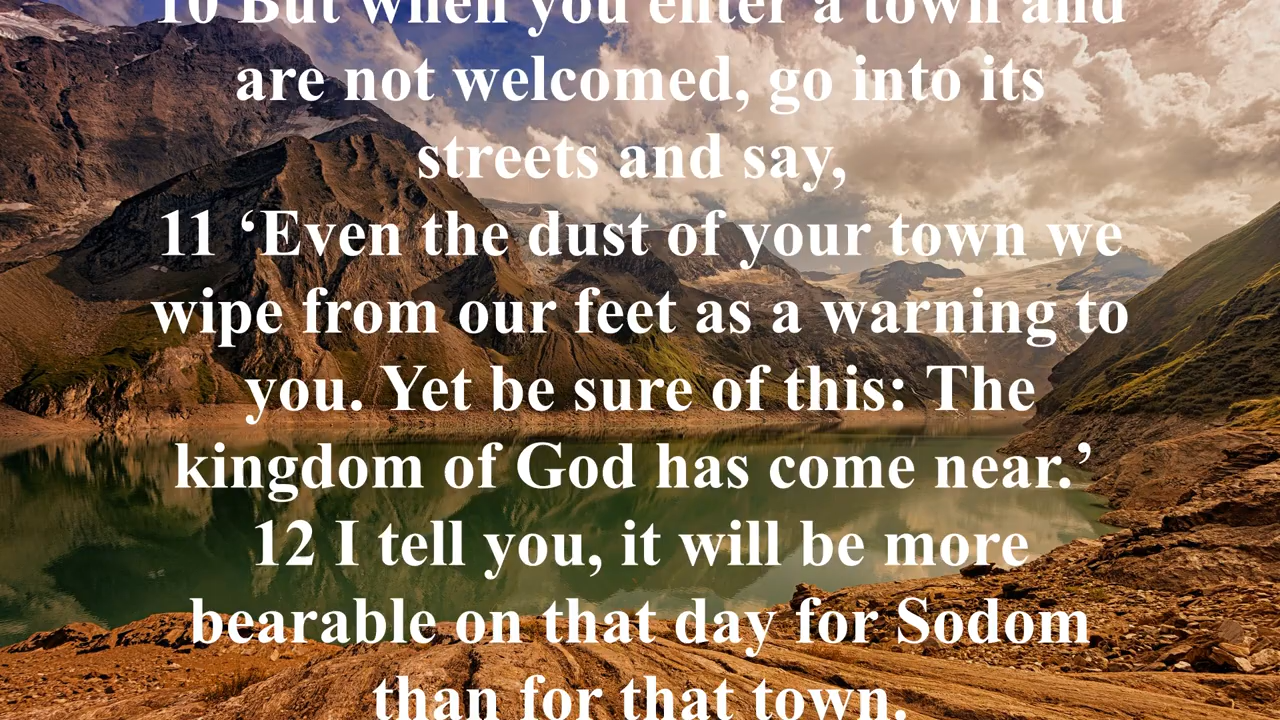 10 But when you enter a town and
are not welcomed, go into its
streets and say,
11 ‘Even the dust of your town we
wipe from our feet as a warning to
you. Yet be sure of this: The
kingdom of God has come near.’
12 I tell you, it will be more
bearable on that day for Sodom
than for that town.